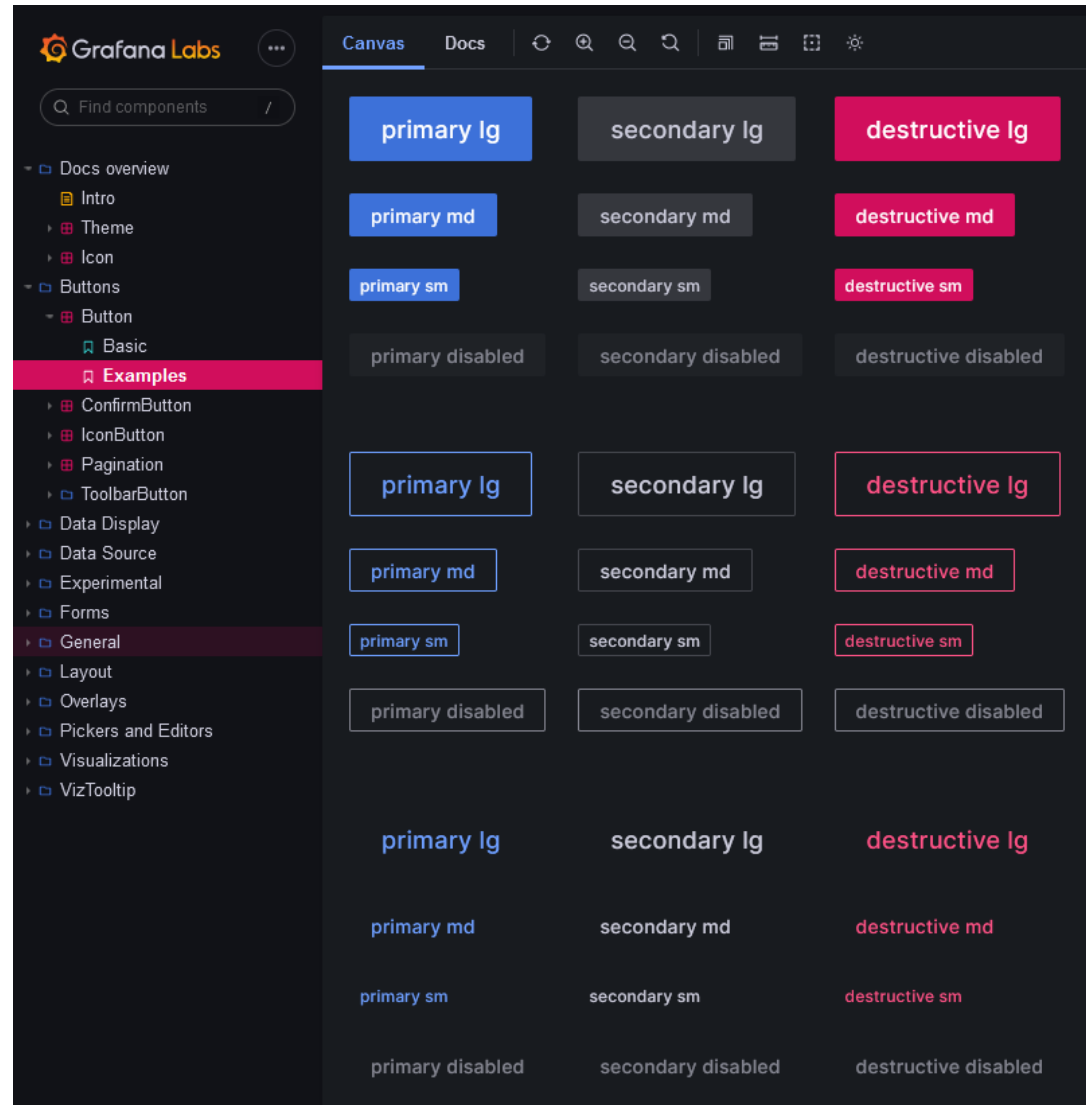 Grafana Labs
Find components /
Docs overview
Intro
Theme
Icon
Buttons
Button
Basic
Examples
ConfirmButton
IconButton
Pagination
ToolbarButton
Data Display
Data Source
Experimental
Forms
General
Layout
Overlays
Pickers and Editors
Visualizations
VizTooltip
Canvas Docs
primary lg secondary lg destructive lg
primary md secondary md destructive md
primary sm secondary sm destructive sm
primary disabled secondary disabled destructive disabled
primary lg secondary lg destructive lg
primary md secondary md destructive md
primary sm secondary sm destructive sm
primary disabled secondary disabled destructive disabled
primary lg secondary lg destructive lg
primary md secondary md destructive md
primary sm secondary sm destructive sm
primary disabled secondary disabled destructive disabled